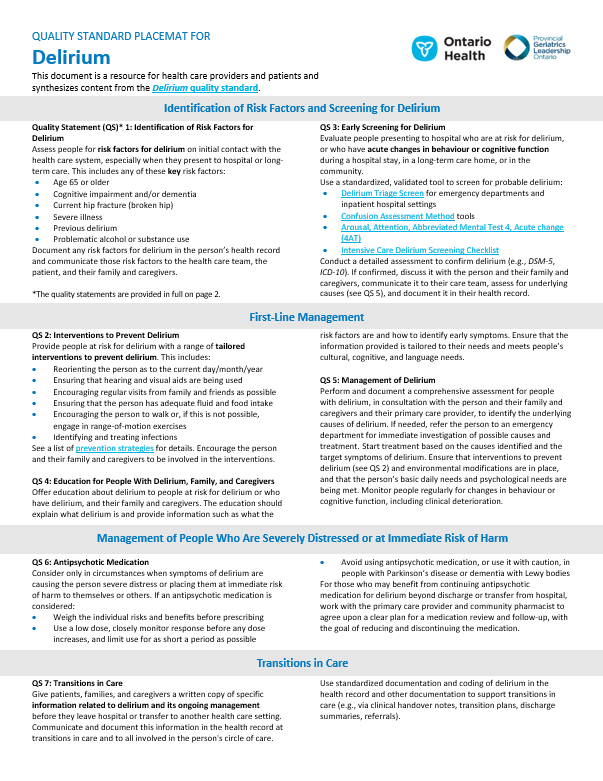 QUALITY STANDARD PLACEMAT FOR
Delirium
This document is a resource for health care providers and patients and
synthesizes content from the Delirium quality standard.
Ontario
Health
Provincial
Geriatrics
Leadership
Ontario
Identification of Risk Factors and Screening for Delirium
Quality Statement (QS)* 1: Identification of Risk Factors for
Delirium
Assess people for risk factors for delirium on initial contact with the
health care system, especially when they present to hospital or long-
term care. This includes any of these key risk factors:
• Age 65 or older
• Cognitive impairment and/or dementia
• Current hip fracture (broken hip)
• Severe illness
• Previous delirium
• Problematic alcohol or substance use
Document any risk factors for delirium in the person's health record
and communicate those risk factors to the health care team, the
patient, and their family and caregivers.
*The quality statements are provided in full on page 2.
QS 3: Early Screening for Delirium
Evaluate people presenting to hospital who are at risk for delirium,
or who have acute changes in behaviour or cognitive function
during a hospital stay, in a long-term care home, or in the
community.
Use a standardized, validated tool to screen for probable delirium:
• Delirium Triage Screen for emergency departments and
inpatient hospital settings
• Confusion Assessment Method tools
• Arousal, Attention, Abbreviated Mental Test 4, Acute change
(4AT)
• Intensive Care Delirium Screening Checklist
Conduct a detailed assessment to confirm delirium (e.g., DSM-5,
ICD-10). If confirmed, discuss it with the person and their family and
caregivers, communicate it to their care team, assess for underlying
causes (see QS 5), and document it in their health record.
First-Line Management
QS 2: Interventions to Prevent Delirium
Provide people at risk for delirium with a range of tailored
interventions to prevent delirium. This includes:
• Reorienting the person as to the current day/month/year
• Ensuring that hearing and visual aids are being used
• Encouraging regular visits from family and friends as possible
• Ensuring that the person has adequate fluid and food intake
• Encouraging the person to walk or, if this is not possible,
engage in range-of-motion exercises
• Identifying and treating infections
See a list of prevention strategies for details. Encourage the person
and their family and caregivers to be involved in the interventions.
QS 4: Education for People With Delirium, Family, and Caregivers
Offer education about delirium to people at risk for delirium or who
have delirium, and their family and caregivers. The education should
explain what delirium is and provide information such as what the
risk factors are and how to identify early symptoms. Ensure that the
information provided is tailored to their needs and meets people's
cultural, cognitive, and language needs.
QS 5: Management of Delirium
Perform and document a comprehensive assessment for people
with delirium, in consultation with the person and their family and
caregivers and their primary care provider, to identify the underlying
causes of delirium. If needed, refer the person to an emergency
department for immediate investigation of possible causes and
treatment. Start treatment based on the causes identified and the
target symptoms of delirium. Ensure that interventions to prevent
delirium (see QS 2) and environmental modifications are in place,
and that the person's basic daily needs and psychological needs are
being met. Monitor people regularly for changes in behaviour or
cognitive function, including clinical deterioration.
Management of People Who Are Severely Distressed or at Immediate Risk of Harm
QS 6: Antipsychotic Medication
Consider only in circumstances when symptoms of delirium are
causing the person severe distress or placing them at immediate risk
of harm to themselves or others. If an antipsychotic medication is
considered:
• Weigh the individual risks and benefits before prescribing
• Use a low dose, closely monitor response before any dose
increases, and limit use for as short a period as possible
• Avoid using antipsychotic medication, or use it with caution, in
people with Parkinson's disease or dementia with Lewy bodies
For those who may benefit from continuing antipsychotic
medication for delirium beyond discharge or transfer from hospital,
work with the primary care provider and community pharmacist to
agree upon a clear plan for a medication review and follow-up, with
the goal of reducing and discontinuing the medication.
Transitions in Care
QS 7: Transitions in Care
Give patients, families, and caregivers a written copy of specific
information related to delirium and its ongoing management
before they leave hospital or transfer to another health care setting.
Communicate and document this information in the health record at
transitions in care and to all involved in the person's circle of care.
Use standardized documentation and coding of delirium in the
health record and other documentation to support transitions in
care (e.g., via clinical handover notes, transition plans, discharge
summaries, referrals).